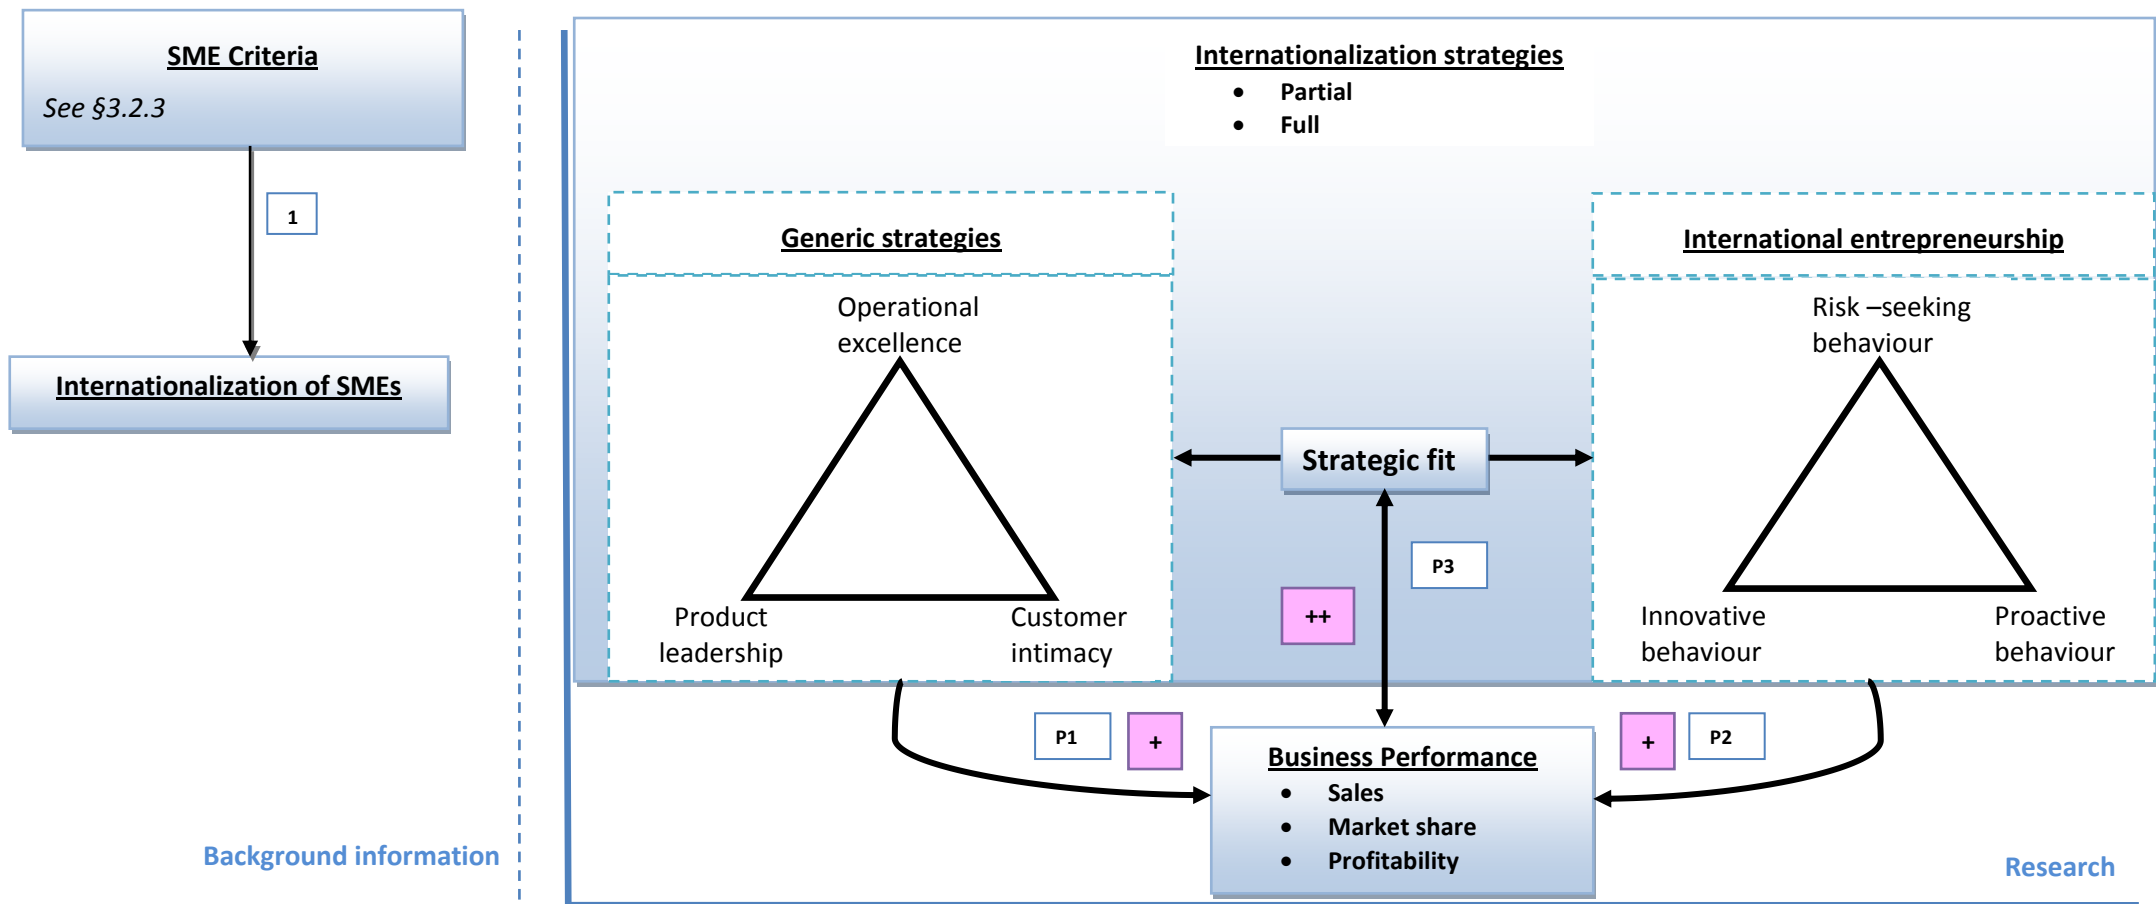 SME Criteria
See §3.2.3
1
Internationalization of SMEs
Background information
Internationalization strategies
• Partial
• Full
Generic strategies
Operational
excellence
Product
leadership
Customer
intimacy
International entrepreneurship
Risk –seeking
behaviour
Innovative
behaviour
Proactive
behaviour
Strategic fit
P3
++
P1
+
+
P2
Business Performance
• Sales
• Market share
• Profitability
Research